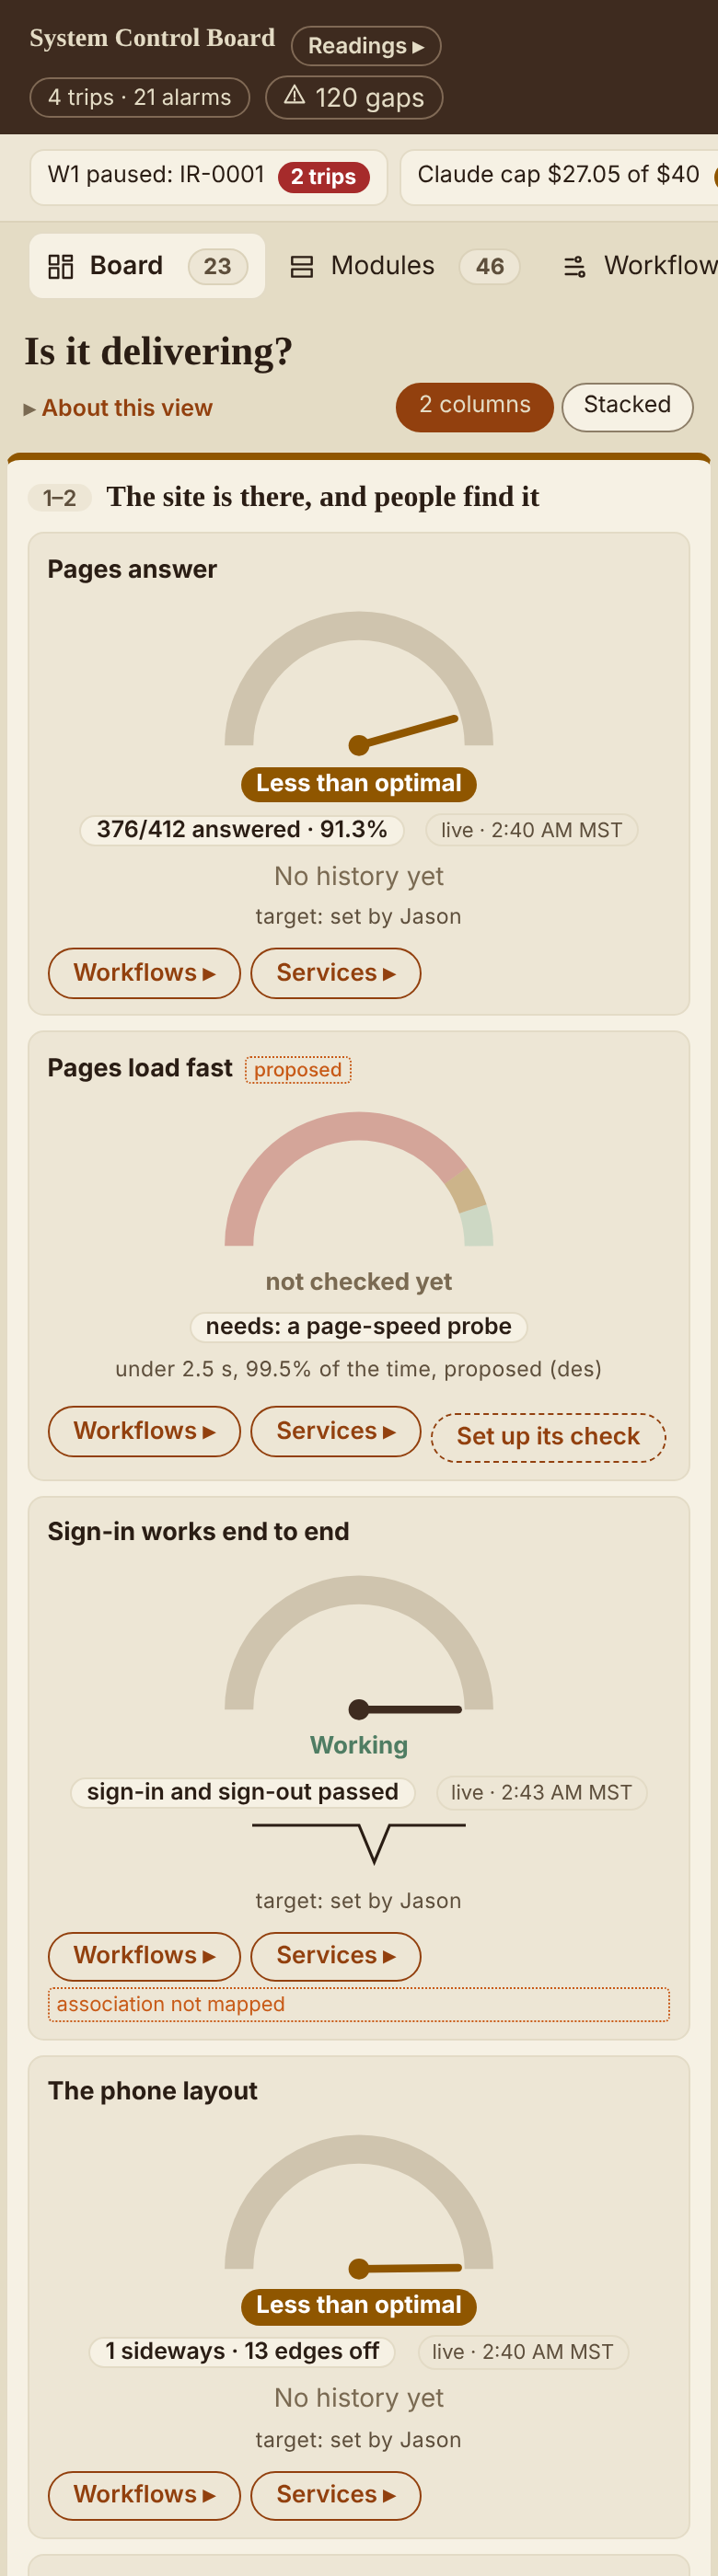 System Control Board
Readings ▸
4 trips · 21 alarms
120 gaps
W1 paused: IR-0001 2 trips
Claude cap $27.05 of $40
Board 23
Modules 46
Workflow
Is it delivering?
▸ About this view
2 columns
Stacked
1–2 The site is there, and people find it
Pages answer
Less than optimal
376/412 answered · 91.3%
live · 2:40 AM MST
No history yet
target: set by Jason
Workflows ▸
Services ▸
Pages load fast proposed
not checked yet
needs: a page-speed probe
under 2.5 s, 99.5% of the time, proposed (des)
Workflows ▸
Services ▸
Set up its check
Sign-in works end to end
Working
sign-in and sign-out passed
live · 2:43 AM MST
target: set by Jason
Workflows ▸
Services ▸
association not mapped
The phone layout
Less than optimal
1 sideways · 13 edges off
live · 2:40 AM MST
No history yet
target: set by Jason
Workflows ▸
Services ▸